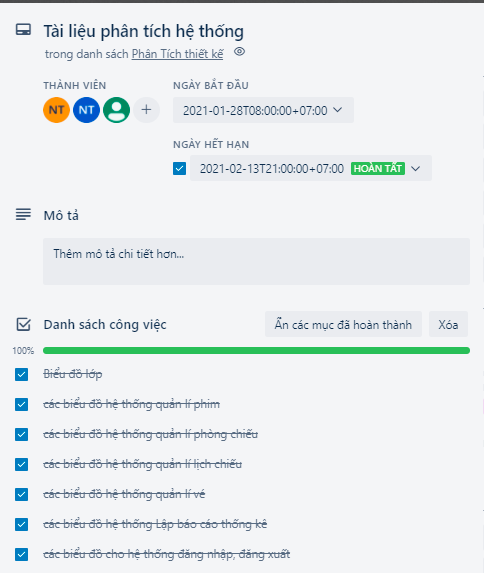 Tài liệu phân tích hệ thống
trong danh sách Phân Tích thiết kế
THÀNH VIÊN
NGÀY BẮT ĐẦU
NT NT
2021-01-28T08:00:00+07:00
NGÀY HẾT HẠN
2021-02-13T21:00:00+07:00 HOÀN TẤT
Mô tả
Thêm mô tả chi tiết hơn...
Danh sách công việc
Ẩn các mục đã hoàn thành
Xóa
100%
Biểu đồ lớp
các biểu đồ hệ thống quản lí phim
các biểu đồ hệ thống quản lí phòng chiếu
các biểu đồ hệ thống quản lí lịch chiếu
các biểu đồ hệ thống quản lí vé
các biểu đồ hệ thống Lập báo cáo thống kê
các biểu đồ cho hệ thống đăng nhập, đăng xuất